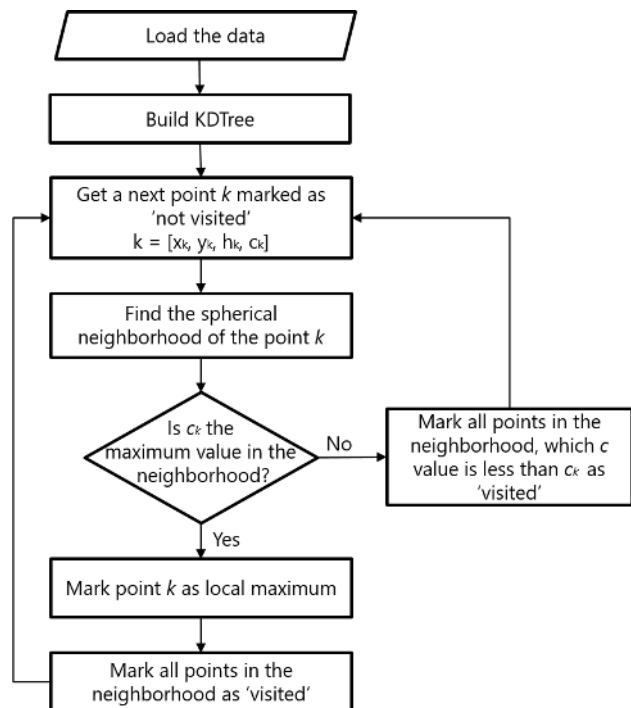 Load the data
Build KDTree
Get a next point k marked as
'not visited'
k = [xₖ, yₖ, hₖ, cₖ]
Find the spherical
neighborhood of the point k
Is cₖ the
maximum value in the
neighborhood?
No
Mark all points in the
neighborhood, which c
value is less than cₖ as
'visited'
Yes
Mark point k as local maximum
Mark all points in the
neighborhood as 'visited'